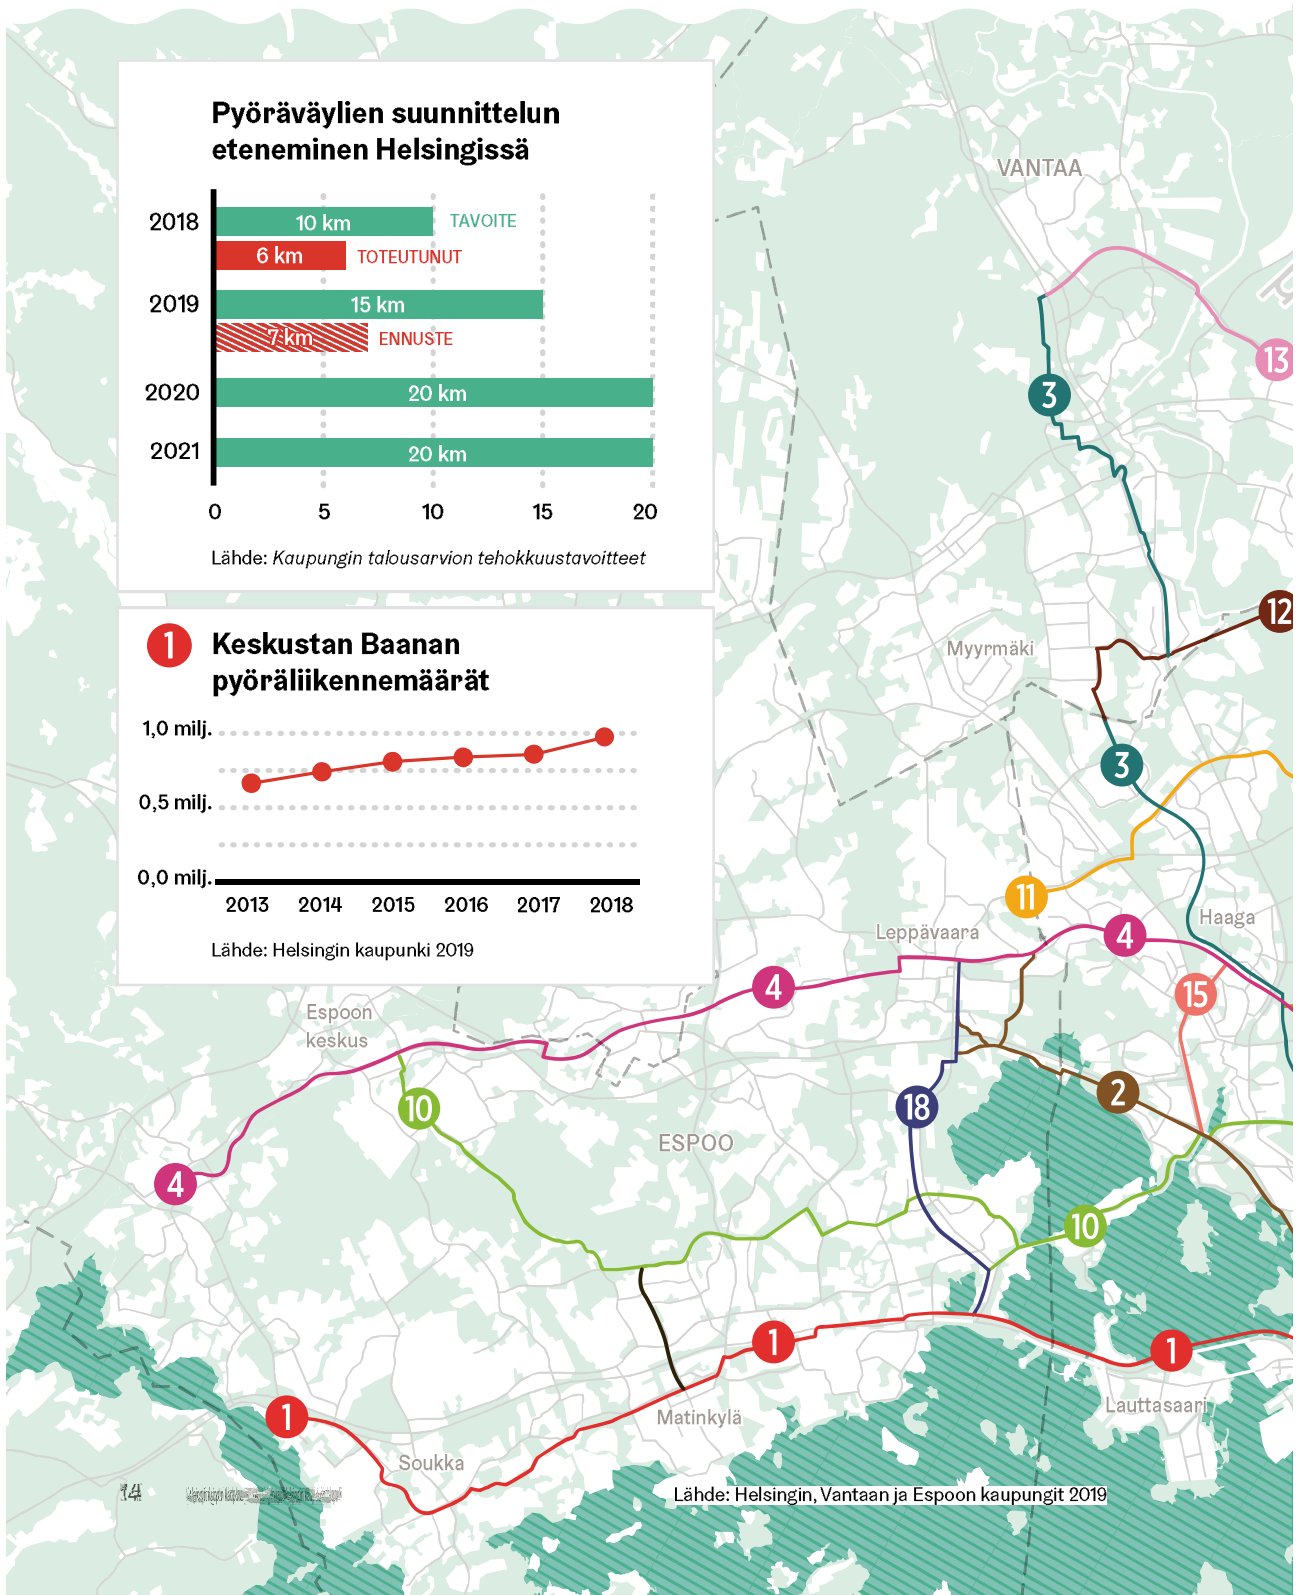 Pyöräväylien suunnittelun
eteneminen Helsingissä
2018
10 km
TAVOITE
6 km
TOTEUTUNUT
2019
15 km
7 km
ENNUSTE
2020
20 km
2021
20 km
0 5 10 15 20
Lähde: Kaupungin talousarvion tehokkuustavoitteet
1
Keskustan Baanan
pyöräliikennemäärät
1,0 milj.
0,5 milj.
0,0 milj.
2013 2014 2015 2016 2017 2018
Lähde: Helsingin kaupunki 2019
VANTAA
13
3
12
Myyrmäki
3
11
Haaga
Leppävaara
4
4
15
Espoon
keskus
10
18
2
ESPOO
4
10
1
1
Lauttasaari
1
Matinkylä
Soukka
14
Lähde: Helsingin, Vantaan ja Espoon kaupungit 2019